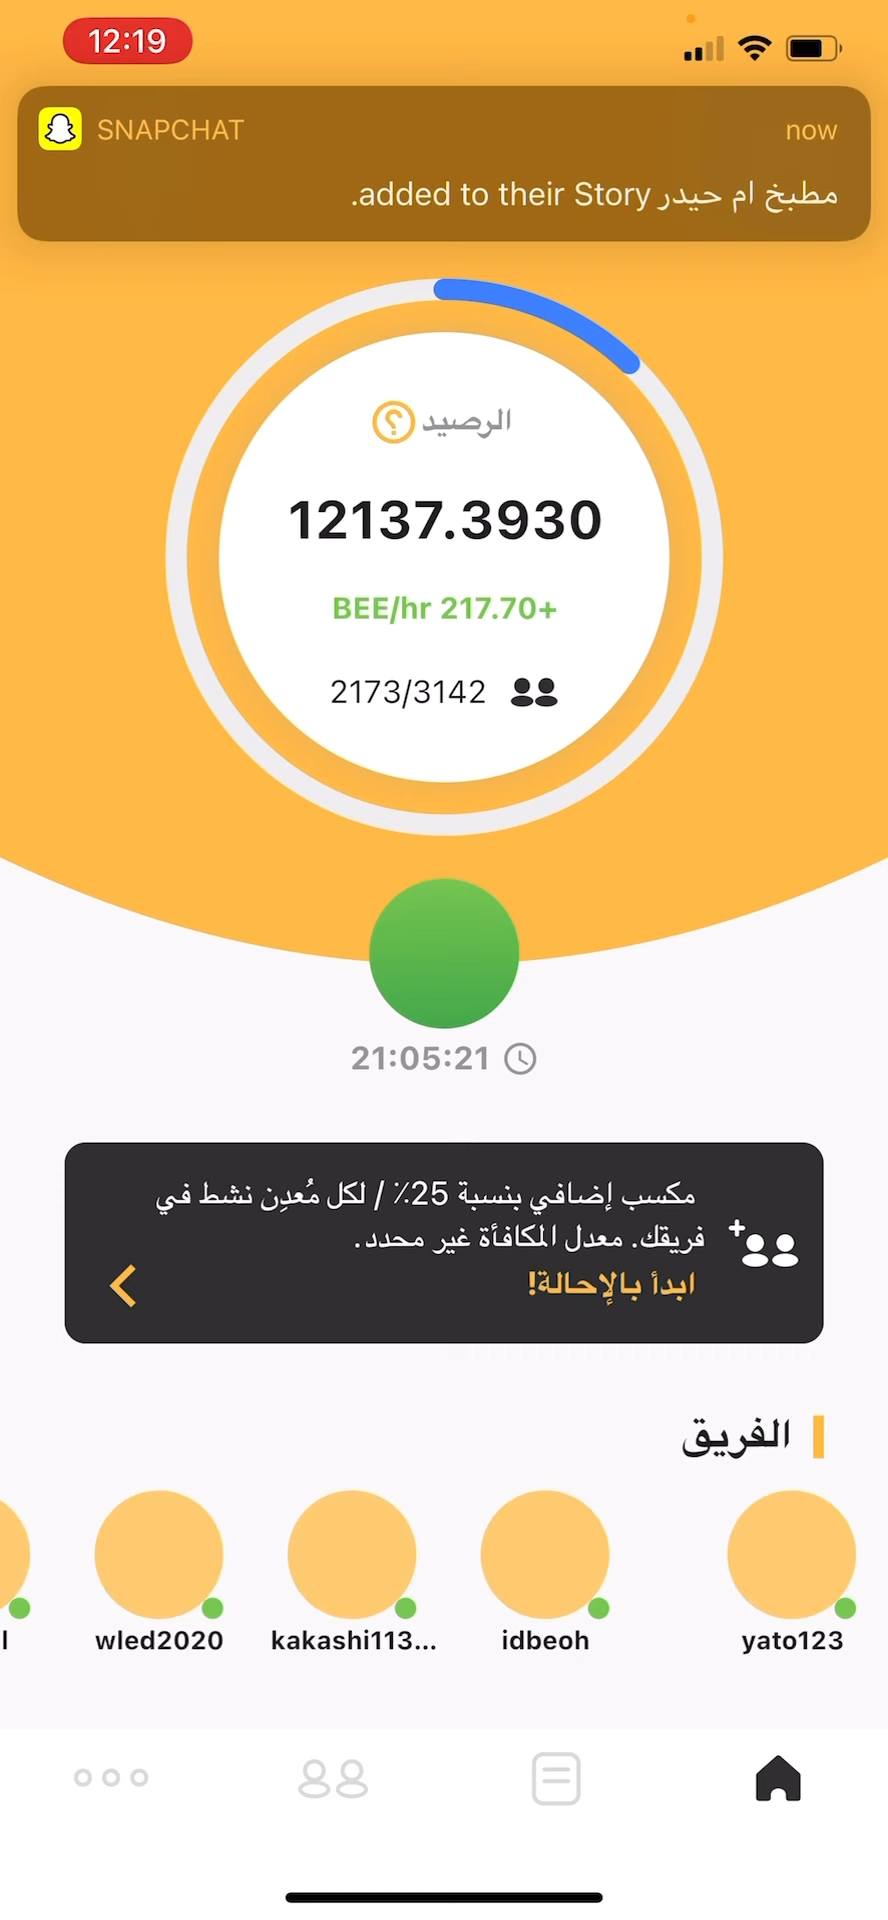 12:19
SNAPCHAT
now
مطبخ ام حيدر added to their Story.
الرصيد ؟
12137.3930
BEE/hr 217.70+
2173/3142
21:05:21
مكسب إضافي بنسبة 25٪ / لكل مُعدِن نشط في
فريقك. معدل المكافأة غير محدد.
ابدأ بالإحالة!
الفريق
yato123
idbeoh
kakashi113...
wled2020
l